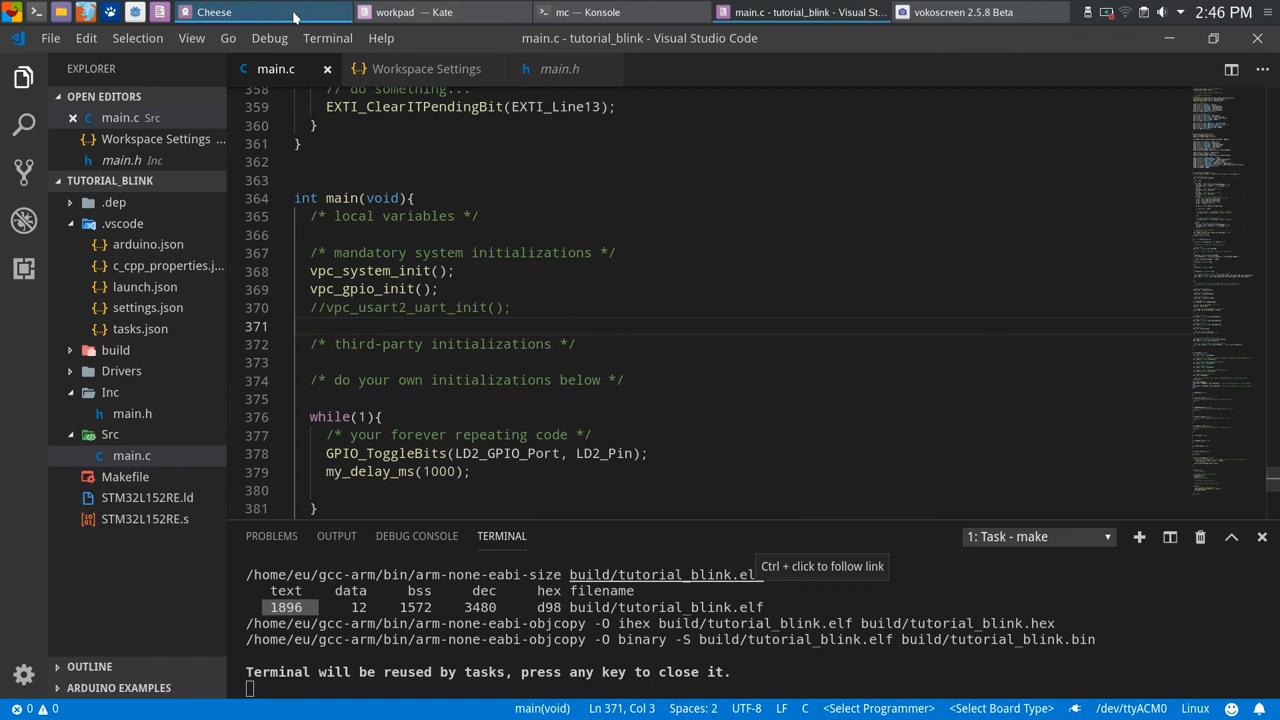 Cheese
workpad — Kate
mc — Konsole
main.c - tutorial_blink - Visual St...
vokoscreen 2.5.8 Beta
2:46 PM
File Edit Selection View Go Debug Terminal Help
main.c - tutorial_blink - Visual Studio Code
EXPLORER
OPEN EDITORS
main.c Src
Workspace Settings ...
main.h Inc
TUTORIAL_BLINK
.dep
.vscode
arduino.json
c_cpp_properties.j...
launch.json
settings.json
tasks.json
build
Drivers
Inc
main.h
Src
main.c
Makefile
STM32L152RE.ld
STM32L152RE.s
OUTLINE
ARDUINO EXAMPLES
C main.c
Workspace Settings
C main.h
358 // do something...
359 EXTI_ClearITPendingBit(EXTI_Line13);
360 }
361 }
362
363
364 int main(void){
365 /* local variables */
366
367 /* mandatory system initializations */
368 vpc_system_init();
369 vpc_gpio_init();
370 //vpc_usart2_uart_init();
371
372 /* third-party initializations */
373
374 /* do your own initializations below */
375
376 while(1){
377 /* your forever repeating code */
378 GPIO_ToggleBits(LD2_GPIO_Port, LD2_Pin);
379 my_delay_ms(1000);
380
381 }
PROBLEMS OUTPUT DEBUG CONSOLE TERMINAL
1: Task - make
Ctrl + click to follow link
/home/eu/gcc-arm/bin/arm-none-eabi-size build/tutorial_blink.el
text data bss dec hex filename
1896 12 1572 3480 d98 build/tutorial_blink.elf
/home/eu/gcc-arm/bin/arm-none-eabi-objcopy -O ihex build/tutorial_blink.elf build/tutorial_blink.hex
/home/eu/gcc-arm/bin/arm-none-eabi-objcopy -O binary -S build/tutorial_blink.elf build/tutorial_blink.bin
Terminal will be reused by tasks, press any key to close it.
0 0
main(void)
Ln 371, Col 3
Spaces: 2
UTF-8
LF
C
<Select Programmer>
<Select Board Type>
/dev/ttyACM0
Linux